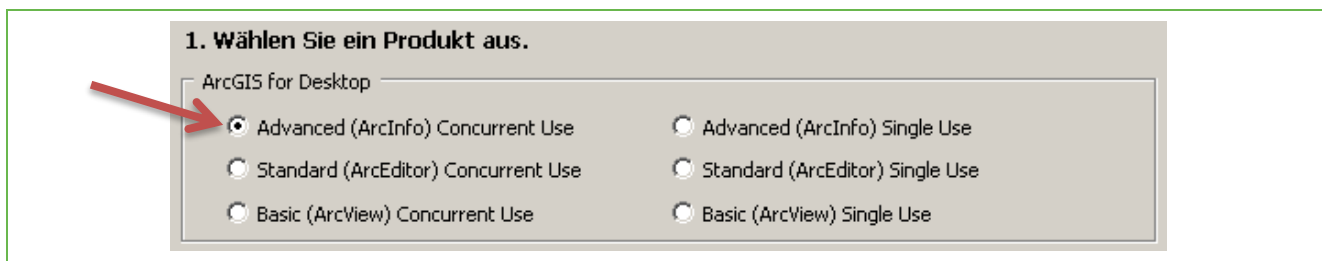 1. Wählen Sie ein Produkt aus.
ArcGIS for Desktop
Advanced (ArcInfo) Concurrent Use
Advanced (ArcInfo) Single Use
Standard (ArcEditor) Concurrent Use
Standard (ArcEditor) Single Use
Basic (ArcView) Concurrent Use
Basic (ArcView) Single Use